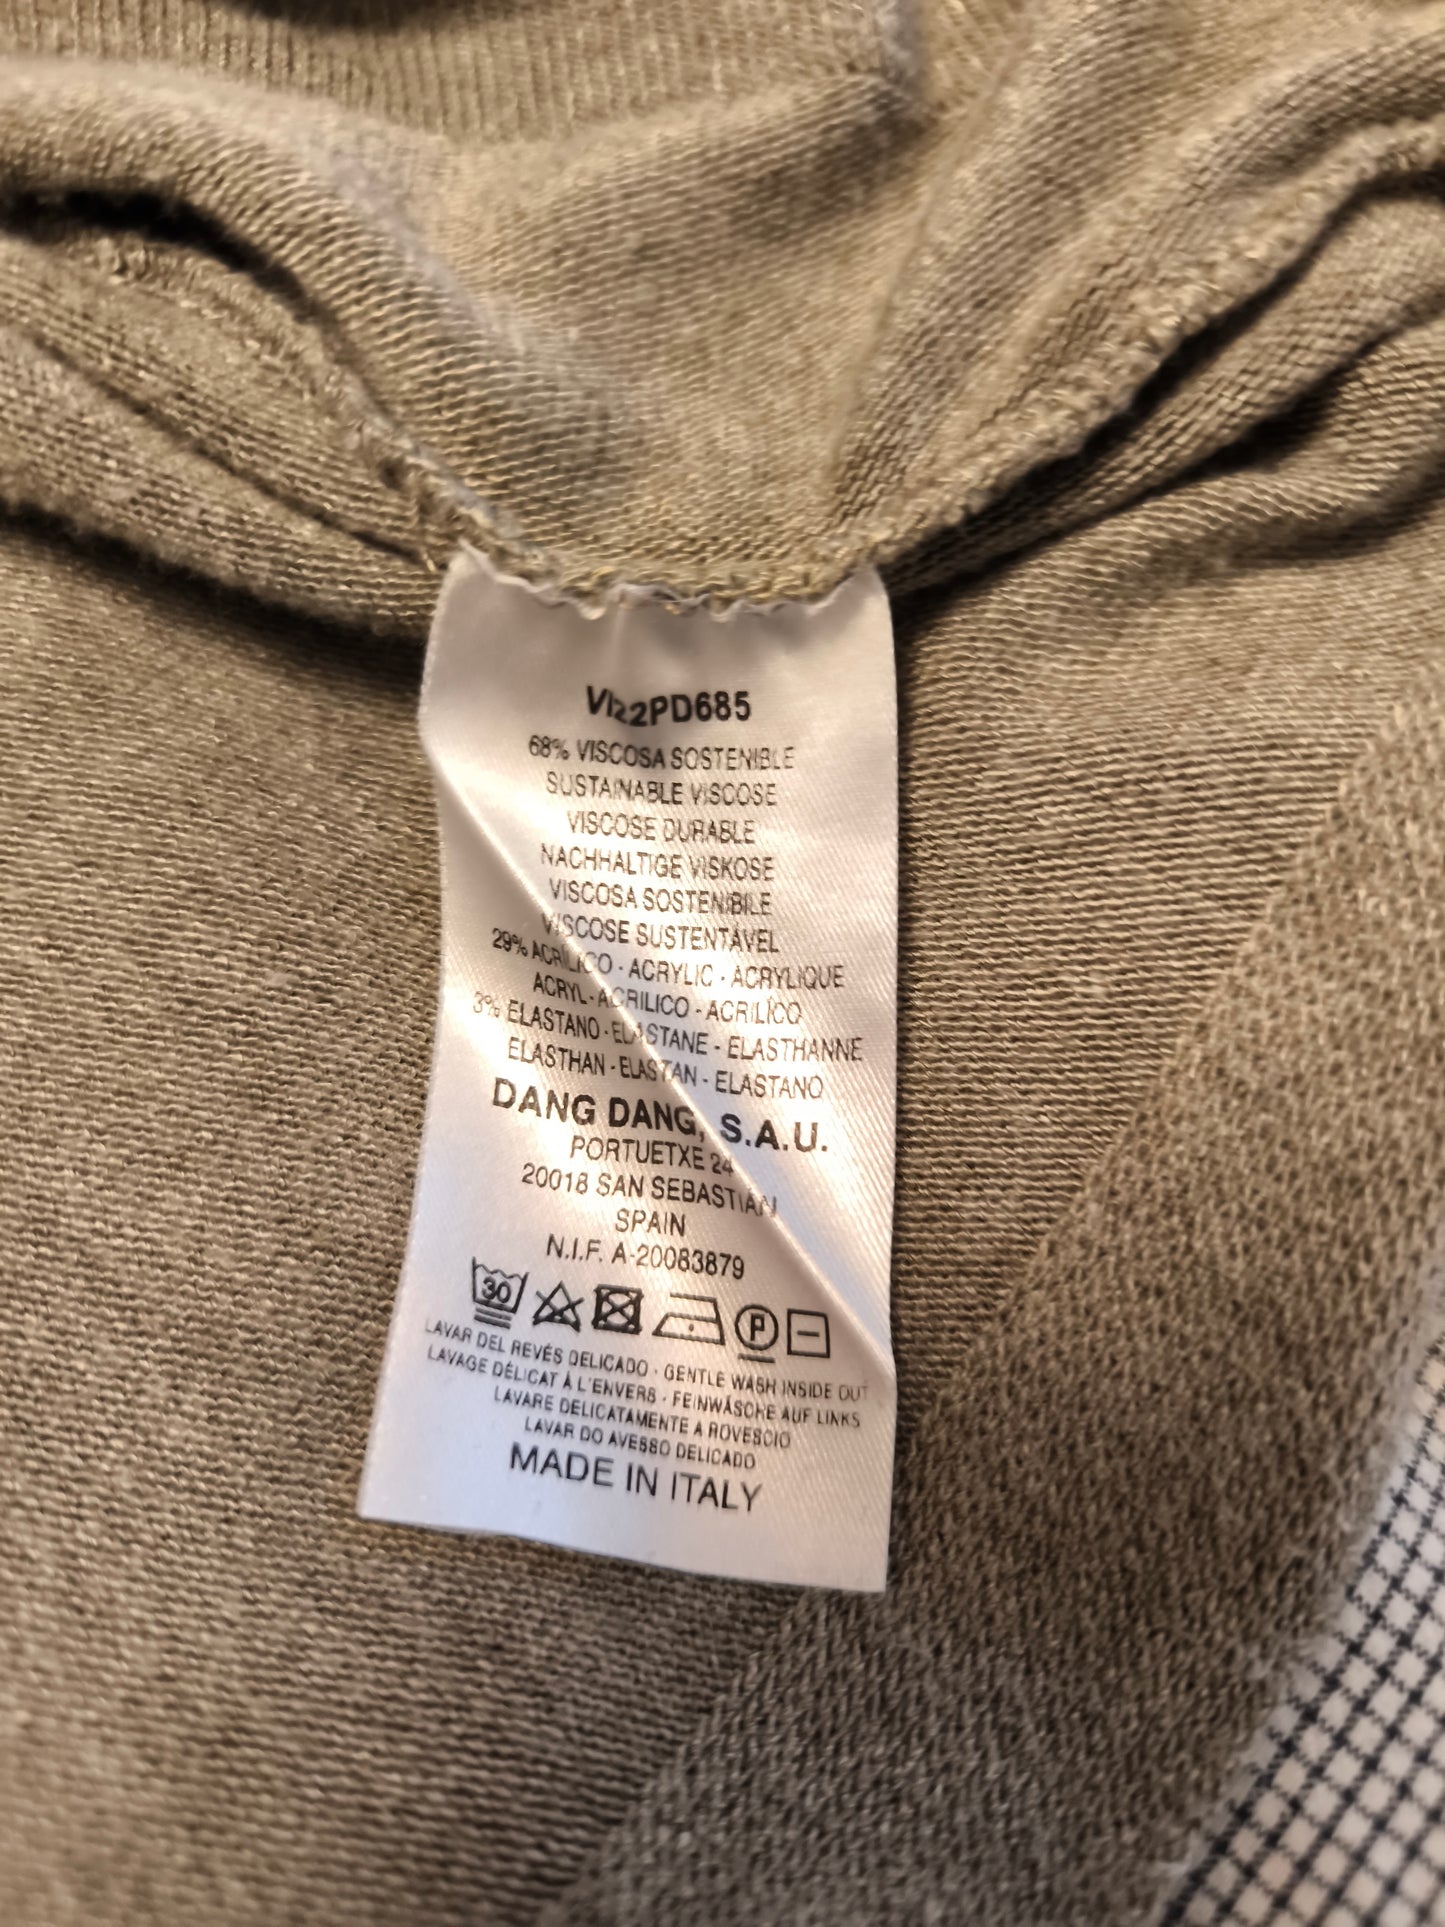 VI22PD685
68% VISCOSA SOSTENIBLE
SUSTAINABLE VISCOSE
VISCOSE DURABLE
NACHHALTIGE VISKOSE
VISCOSA SOSTENIBILE
VISCOSE SUSTENTÁVEL
29% ACRÍLICO - ACRYLIC - ACRYLIQUE
ACRYL - ACRILICO - ACRILÍCO
3% ELASTANO - ELASTANE - ELASTHANNE
ELASTHAN - ELASTAN - ELASTANO
DANG DANG, S.A.U.
PORTUETXE 24
20018 SAN SEBASTIÁN
SPAIN
N.I.F. A-20083879
30 P
LAVAR DEL REVÉS DELICADO - GENTLE WASH INSIDE OUT
LAVAGE DÉLICAT À L'ENVERS - FEINWÄSCHE AUF LINKS
LAVARE DELICATAMENTE A ROVESCIO
LAVAR DO AVESSO DELICADO
MADE IN ITALY